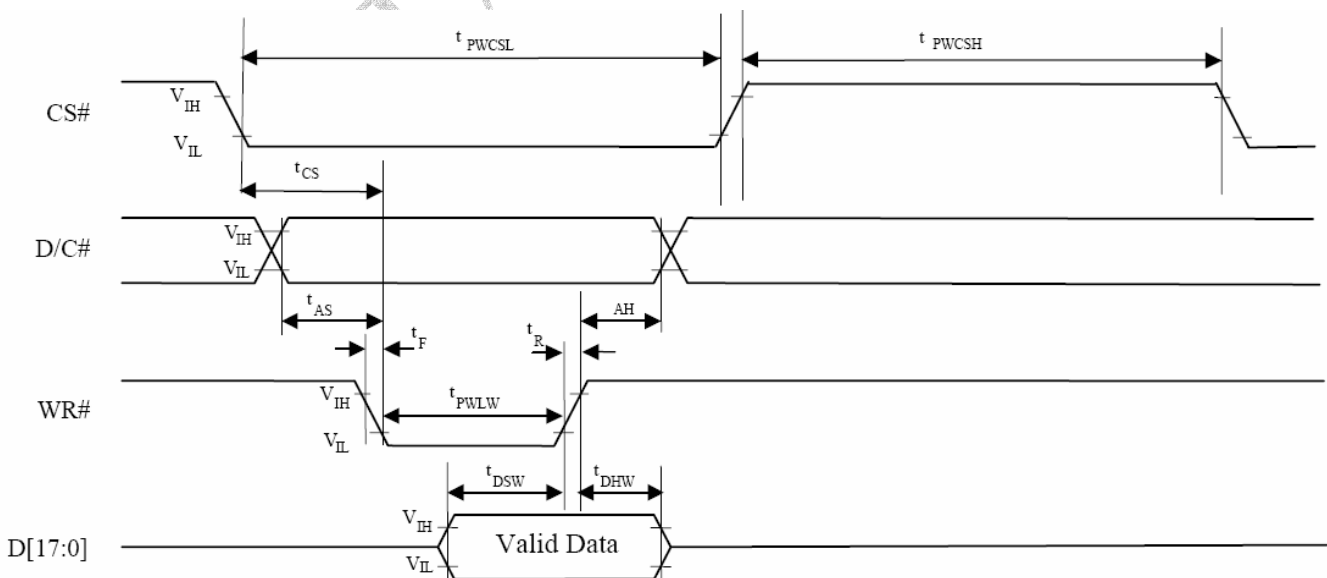 t PWCSL
t PWCSH
CS#
V IH
V IL
t CS
D/C#
V IH
V IL
t AS
t F
t R
AH
WR#
V IH
V IL
t PWLW
t DSW
t DHW
D[17:0]
V IH
V IL
Valid Data